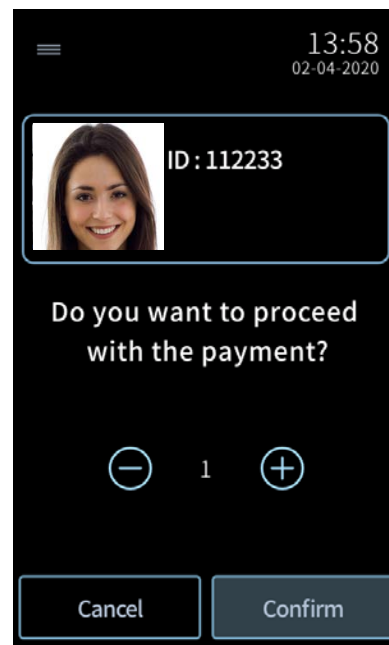 13:58
02-04-2020
ID : 112233
Do you want to proceed
with the payment?
1
Cancel
Confirm